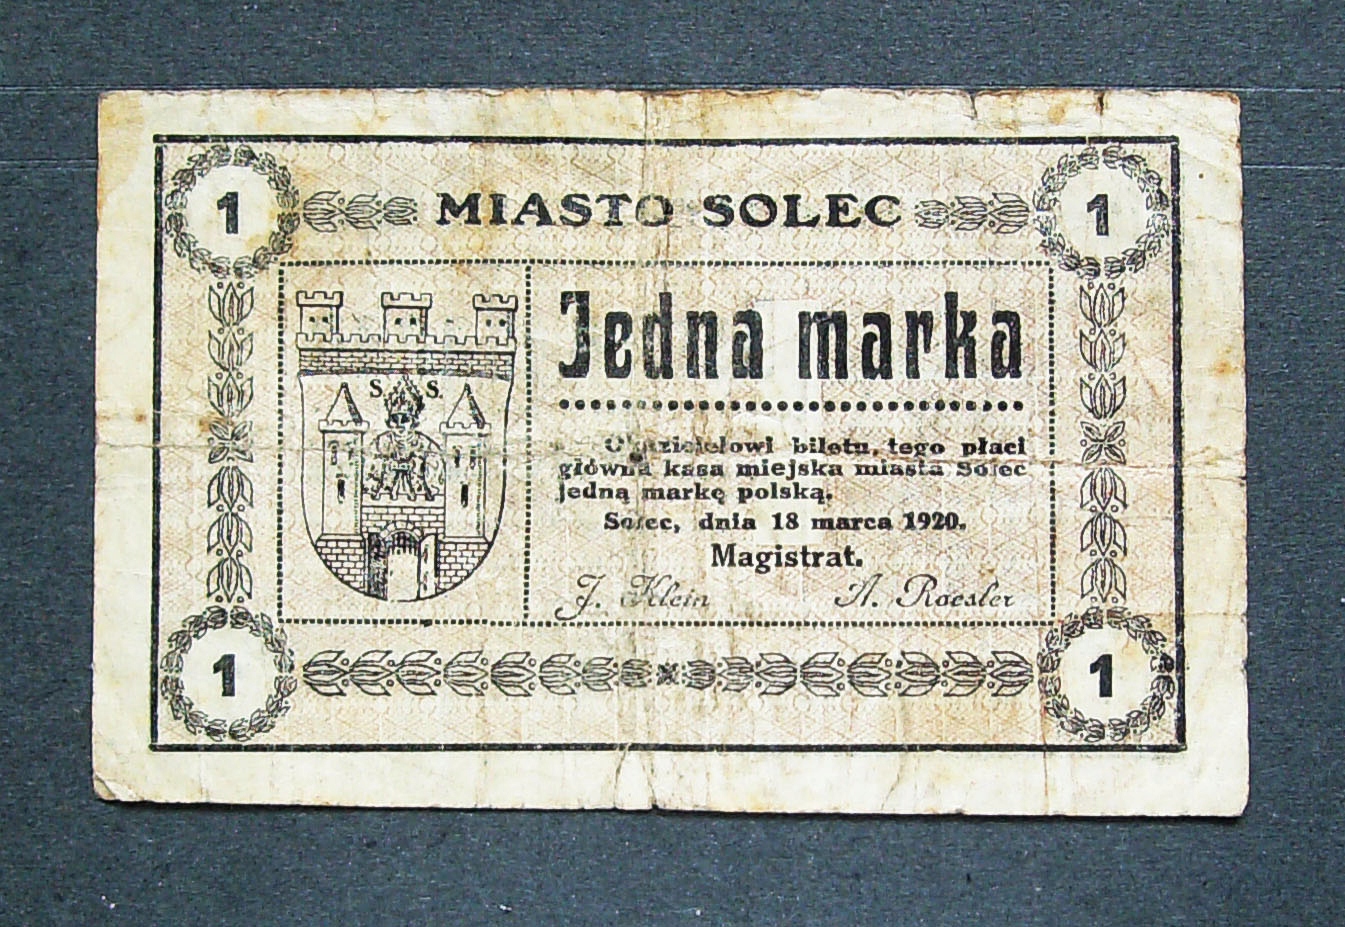 1 MIASTO SOLEC 1
S. S.
Jedna marka
Okazicielowi biletu tego płaci
główna kasa miejska miasta Solec
jedną markę polską.
Solec, dnia 18 marca 1920.
Magistrat.
J. Klein A. Roesler
1 1